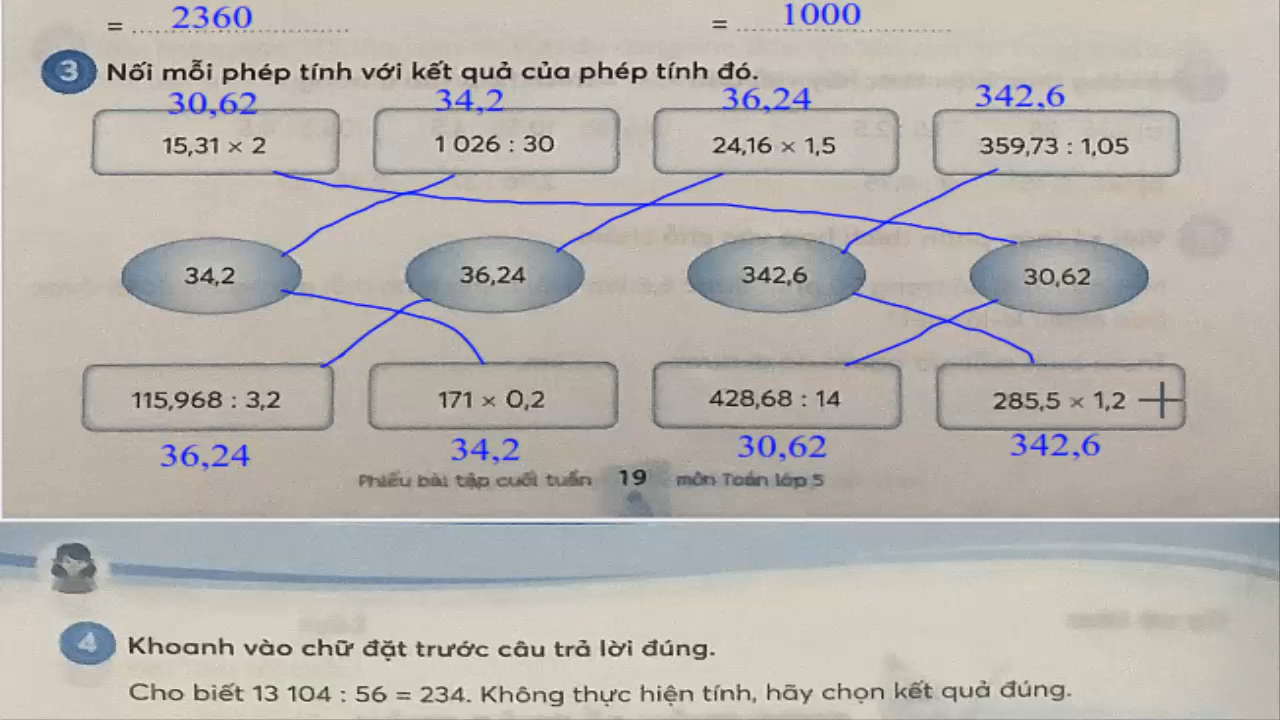 = 2360 = 1000
3 Nối mỗi phép tính với kết quả của phép tính đó.
30,62 34,2 36,24 342,6
15,31 × 2 1 026 : 30 24,16 × 1,5 359,73 : 1,05
34,2 36,24 342,6 30,62
115,968 : 3,2 171 × 0,2 428,68 : 14 285,5 × 1,2
36,24 34,2 30,62 342,6
Phiếu bài tập cuối tuần 19 môn Toán lớp 5
4 Khoanh vào chữ đặt trước câu trả lời đúng.
Cho biết 13 104 : 56 = 234. Không thực hiện tính, hãy chọn kết quả đúng.